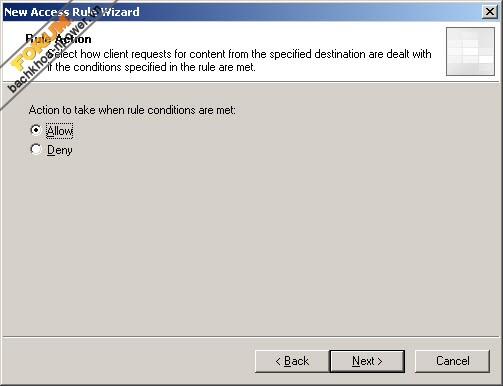 New Access Rule Wizard
Rule Action
Select how client requests for content from the specified destination are dealt with
if the conditions specified in the rule are met.
FORUM
Action to take when rule conditions are met:
Allow
Deny
< Back
Next >
Cancel